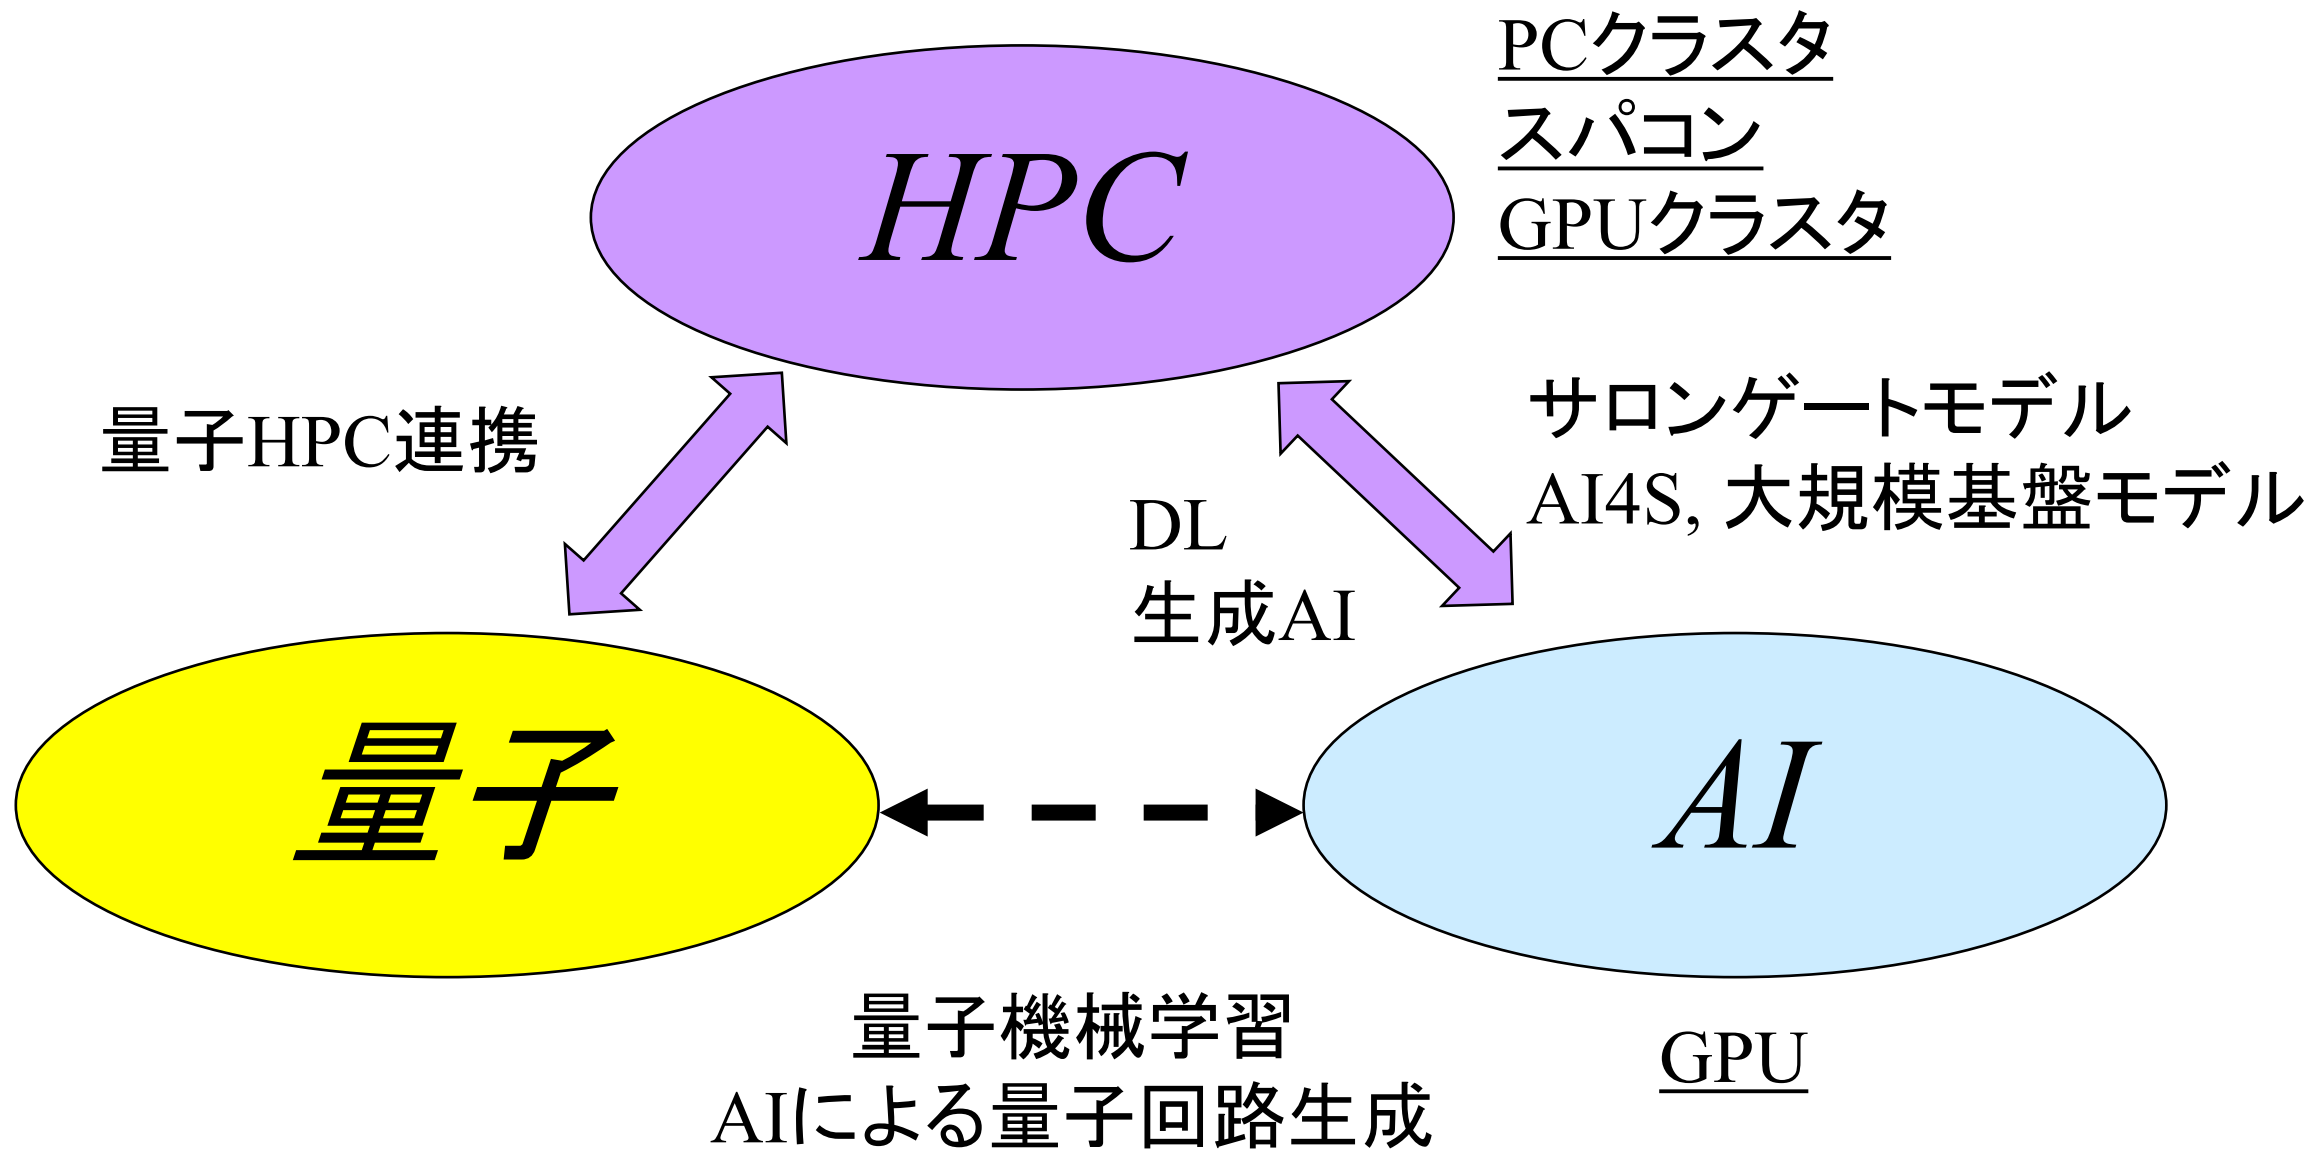 PCクラスタ
スパコン
GPUクラスタ
HPC
量子HPC連携
サロンゲートモデル
AI4S, 大規模基盤モデル
DL
生成AI
量子
AI
量子機械学習
AIによる量子回路生成
GPU